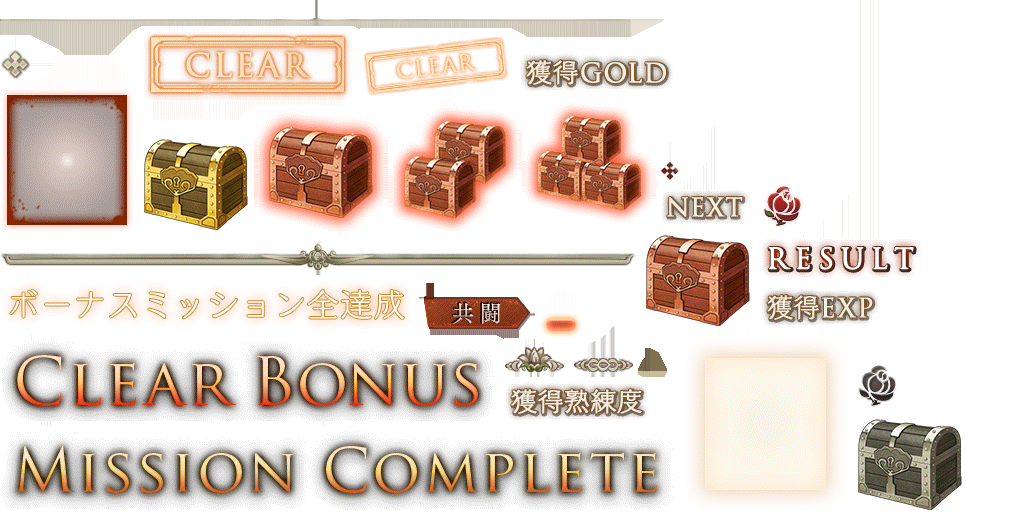 CLEAR
CLEAR
獲得GOLD
NEXT
RESULT
獲得EXP
ボーナスミッション全達成
共闘
CLEAR BONUS
獲得熟練度
MISSION COMPLETE